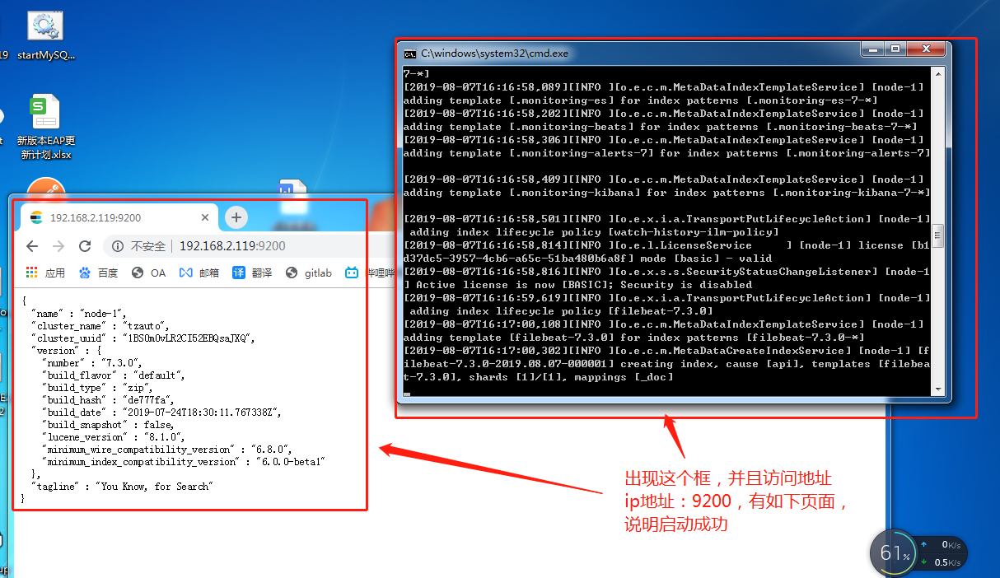 19
startMySQ...
新版本EAP更
新计划.xlsx
192.168.2.119:9200
不安全 | 192.168.2.119:9200
应用 百度 OA 邮箱 译 翻译 gitlab 哔哩哔
{
"name" : "node-1",
"cluster_name" : "tzauto",
"cluster_uuid" : "1BSOmOvLR2CI52EBQsaJXQ",
"version" : {
"number" : "7.3.0",
"build_flavor" : "default",
"build_type" : "zip",
"build_hash" : "de777fa",
"build_date" : "2019-07-24T18:30:11.767338Z",
"build_snapshot" : false,
"lucene_version" : "8.1.0",
"minimum_wire_compatibility_version" : "6.8.0",
"minimum_index_compatibility_version" : "6.0.0-beta1"
},
"tagline" : "You Know, for Search"
}
C:\windows\system32\cmd.exe
7-*]
[2019-08-07T16:16:58,089][INFO ][o.e.c.m.MetaDataIndexTemplateService] [node-1]
adding template [.monitoring-es] for index patterns [.monitoring-es-7-*]
[2019-08-07T16:16:58,202][INFO ][o.e.c.m.MetaDataIndexTemplateService] [node-1]
adding template [.monitoring-beats] for index patterns [.monitoring-beats-7-*]
[2019-08-07T16:16:58,306][INFO ][o.e.c.m.MetaDataIndexTemplateService] [node-1]
adding template [.monitoring-alerts-7] for index patterns [.monitoring-alerts-7]
[2019-08-07T16:16:58,409][INFO ][o.e.c.m.MetaDataIndexTemplateService] [node-1]
adding template [.monitoring-kibana] for index patterns [.monitoring-kibana-7-*]
[2019-08-07T16:16:58,501][INFO ][o.e.x.i.a.TransportPutLifecycleAction] [node-1]
adding index lifecycle policy [watch-history-ilm-policy]
[2019-08-07T16:16:58,814][INFO ][o.e.l.LicenseService ] [node-1] license [b1
d37dc5-3957-4cb6-a65c-51ba480b6a8f] mode [basic] - valid
[2019-08-07T16:16:58,816][INFO ][o.e.x.s.s.SecurityStatusChangeListener] [node-1
] Active license is now [BASIC]; Security is disabled
[2019-08-07T16:16:59,619][INFO ][o.e.x.i.a.TransportPutLifecycleAction] [node-1]
adding index lifecycle policy [filebeat-7.3.0]
[2019-08-07T16:17:00,108][INFO ][o.e.c.m.MetaDataIndexTemplateService] [node-1]
adding template [filebeat-7.3.0] for index patterns [filebeat-7.3.0-*]
[2019-08-07T16:17:00,302][INFO ][o.e.c.m.MetaDataCreateIndexService] [node-1] [f
ilebeat-7.3.0-2019.08.07-000001] creating index, cause [api], templates [filebea
t-7.3.0], shards [1]/[1], mappings [_doc]
出现这个框，并且访问地址
ip地址：9200，有如下页面，
说明启动成功
61%
0K/s
0.5K/s